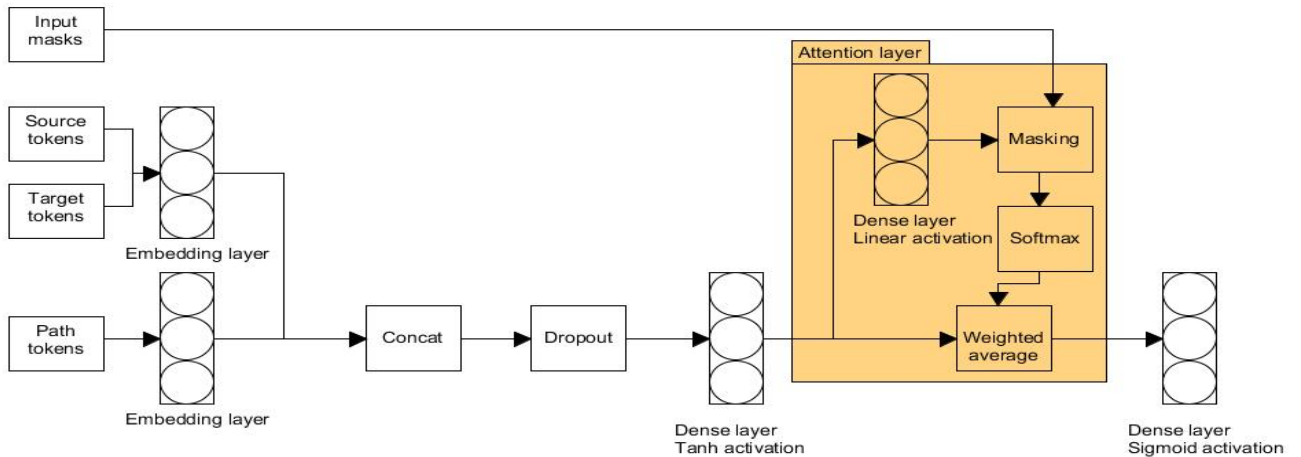 Input
masks
Attention layer
Source
tokens
Masking
Target
tokens
Dense layer
Linear activation
Softmax
Embedding layer
Path
tokens
Concat
Dropout
Weighted
average
Embedding layer
Dense layer
Tanh activation
Dense layer
Sigmoid activation